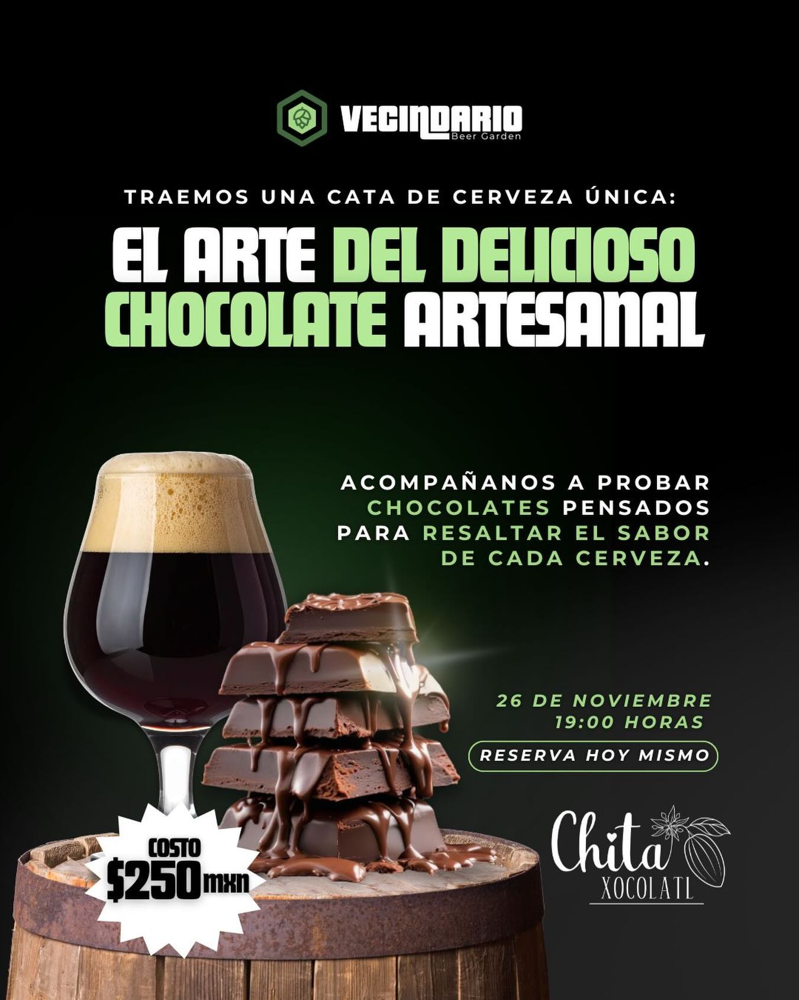 VECINDARIO
Beer Garden
TRAEMOS UNA CATA DE CERVEZA ÚNICA:
EL ARTE DEL DELICIOSO
CHOCOLATE ARTESANAL
ACOMPAÑANOS A PROBAR
CHOCOLATES PENSADOS
PARA RESALTAR EL SABOR
DE CADA CERVEZA.
26 DE NOVIEMBRE
19:00 HORAS
RESERVA HOY MISMO
COSTO
$250 mxn
Chita
XOCOLATL